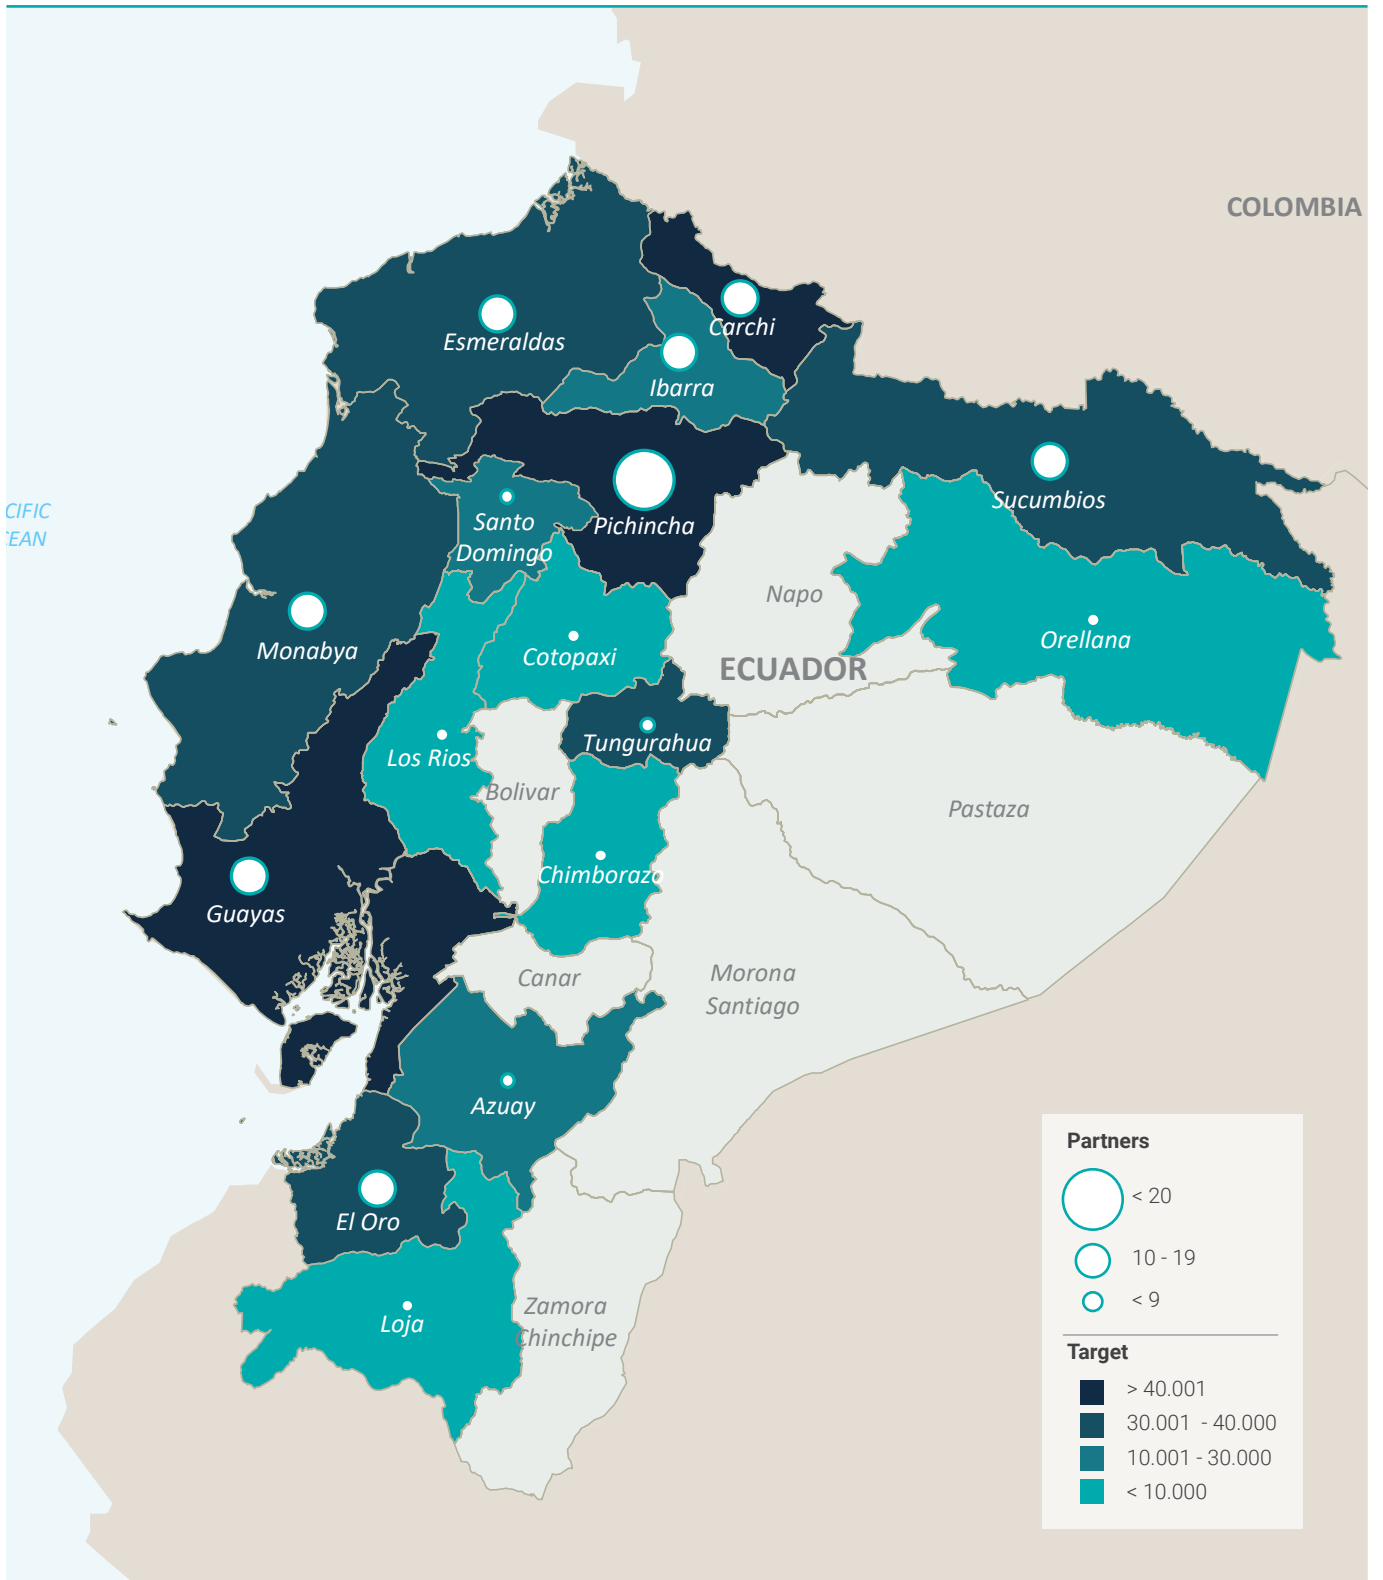 COLOMBIA
Carchi
Esmeraldas
Ibarra
Sucumbios
CIFIC
CEAN
Santo
Domingo
Pichincha
Napo
Orellana
Monabya
Cotopaxi
ECUADOR
Tungurahua
Los Rios
Bolivar
Pastaza
Chimborazo
Guayas
Canar
Morona
Santiago
Azuay
El Oro
Zamora
Chinchipe
Loja
Partners
< 20
10 - 19
< 9
Target
> 40.001
30.001 - 40.000
10.001 - 30.000
< 10.000